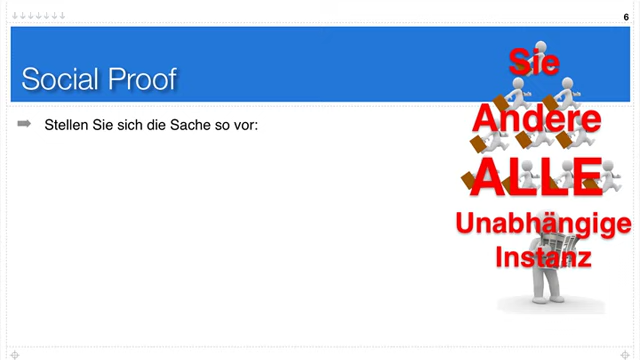 6
Social Proof
Stellen Sie sich die Sache so vor:
Sie
Andere
ALLE
Unabhängige
Instanz